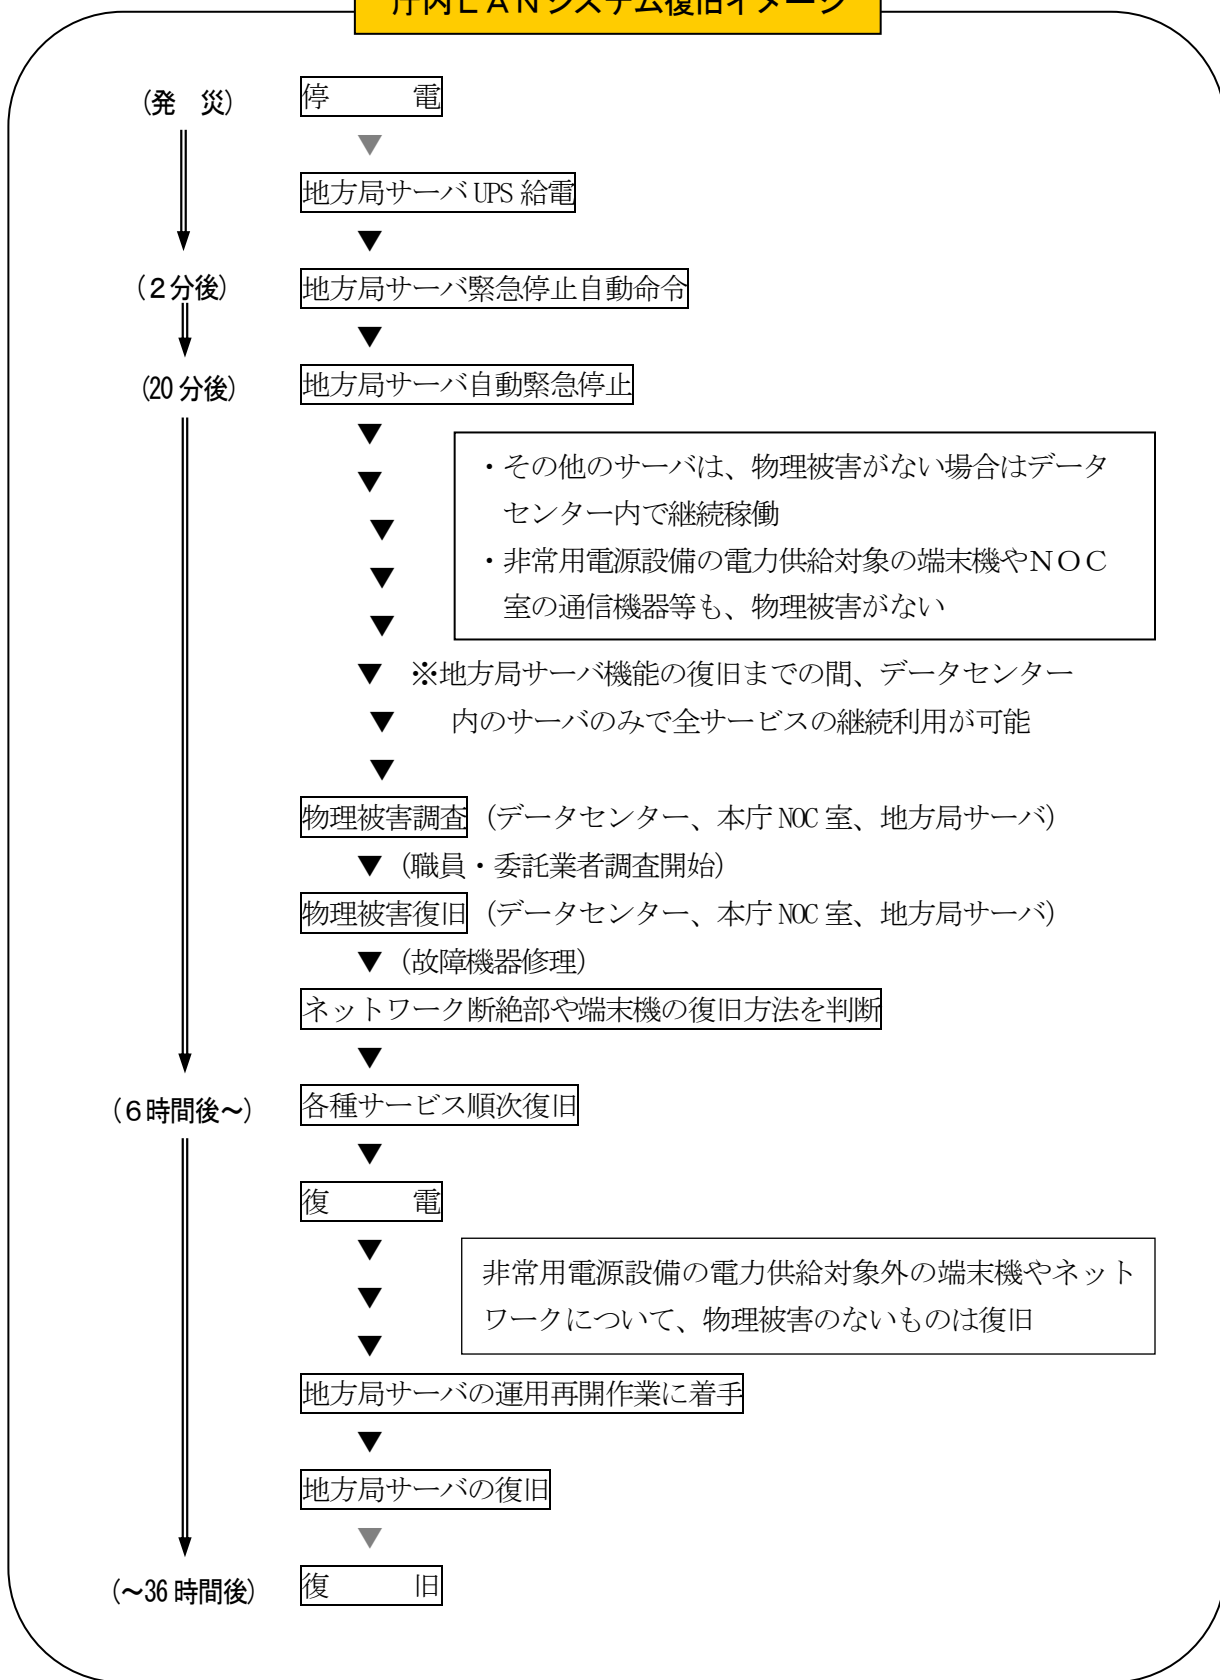 庁内ＬＡＮシステム復旧イメージ
（発　災）
停　　　電
▼
地方局サーバ UPS 給電
▼
（２分後）
地方局サーバ緊急停止自動命令
▼
（20 分後）
地方局サーバ自動緊急停止
▼
▼
▼
▼
▼
・その他のサーバは、物理被害がない場合はデータ
センター内で継続稼働
・非常用電源設備の電力供給対象の端末機やＮＯＣ
室の通信機器等も、物理被害がない
▼ ※地方局サーバ機能の復旧までの間、データセンター
▼ 内のサーバのみで全サービスの継続利用が可能
▼
物理被害調査（データセンター、本庁 NOC 室、地方局サーバ）
▼（職員・委託業者調査開始）
物理被害復旧（データセンター、本庁 NOC 室、地方局サーバ）
▼（故障機器修理）
ネットワーク断絶部や端末機の復旧方法を判断
▼
（６時間後～）
各種サービス順次復旧
▼
復　　　電
▼
▼
▼
非常用電源設備の電力供給対象外の端末機やネット
ワークについて、物理被害のないものは復旧
地方局サーバの運用再開作業に着手
▼
地方局サーバの復旧
▼
（～36 時間後）
復　　　旧